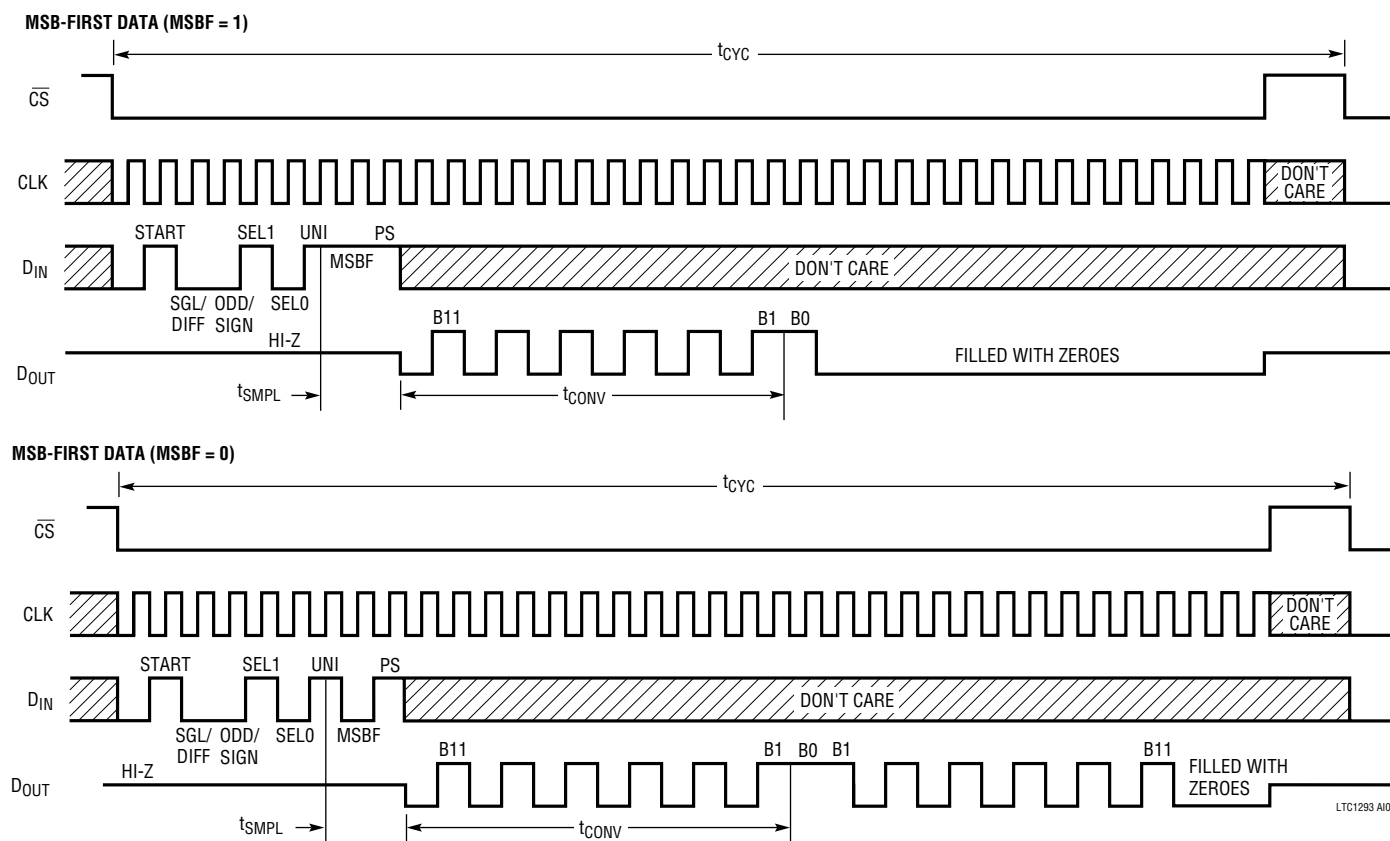 MSB-FIRST DATA (MSBF = 1)
tCYC
CS
CLK
DON'T
CARE
START SEL1 UNI PS
DIN
MSBF
DON'T CARE
SGL/ ODD/ SEL0
DIFF SIGN
B11 B1 B0
HI-Z
FILLED WITH ZEROES
DOUT
tSMPL
tCONV
MSB-FIRST DATA (MSBF = 0)
tCYC
CS
CLK
DON'T
CARE
START SEL1 UNI PS
DIN
DON'T CARE
SGL/ ODD/ SEL0 MSBF
DIFF SIGN
B11 B1 B0 B1 B11
HI-Z
FILLED WITH
ZEROES
DOUT
LTC1293 AI0
tSMPL
tCONV